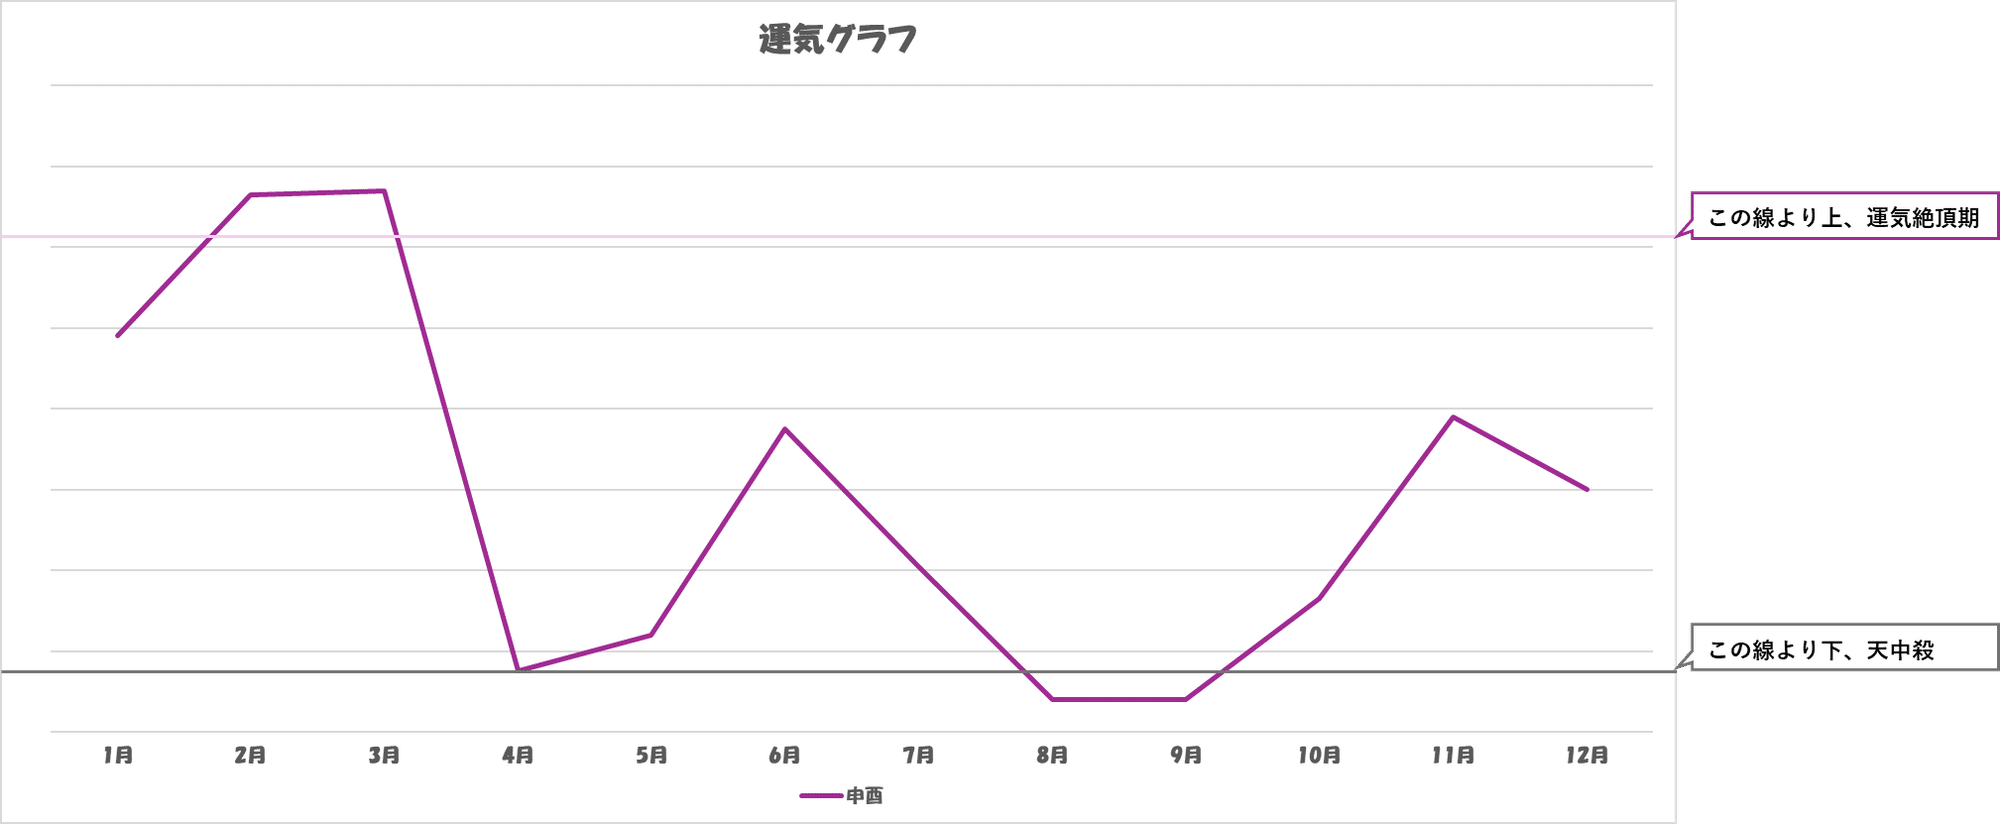 運気グラフ
この線より上、運気絶頂期
この線より下、天中殺
1月 2月 3月 4月 5月 6月 7月 8月 9月 10月 11月 12月
申酉